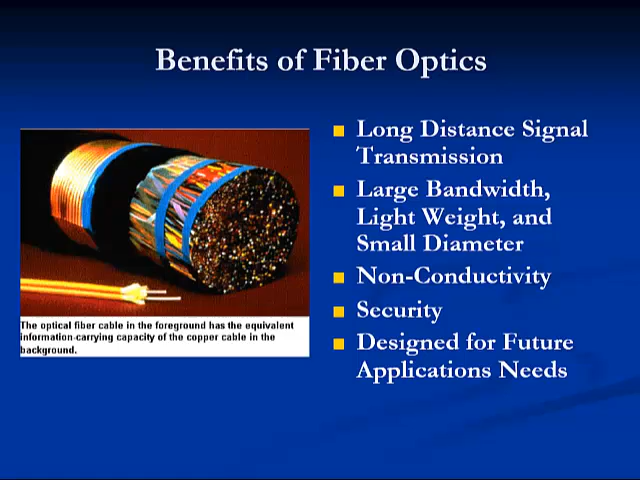 Benefits of Fiber Optics
Long Distance Signal
Transmission
Large Bandwidth,
Light Weight, and
Small Diameter
Non-Conductivity
Security
Designed for Future
Applications Needs
The optical fiber cable in the foreground has the equivalent
information-carrying capacity of the copper cable in the
background.